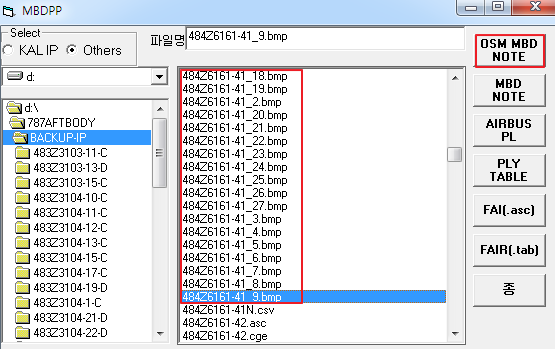 MBDPP
Select
KAL IP
Others
파일명
484Z6161-41_9.bmp
d:
d:\
787AFTBODY
BACKUP-IP
483Z3103-11-C
483Z3103-13-D
483Z3103-15-C
483Z3104-10-C
483Z3104-11-C
483Z3104-12-C
483Z3104-13-C
483Z3104-15-C
483Z3104-17-C
483Z3104-19-D
483Z3104-1-C
483Z3104-21-D
483Z3104-22-D
484Z6161-41_18.bmp
484Z6161-41_19.bmp
484Z6161-41_2.bmp
484Z6161-41_20.bmp
484Z6161-41_21.bmp
484Z6161-41_22.bmp
484Z6161-41_23.bmp
484Z6161-41_24.bmp
484Z6161-41_25.bmp
484Z6161-41_26.bmp
484Z6161-41_27.bmp
484Z6161-41_3.bmp
484Z6161-41_4.bmp
484Z6161-41_5.bmp
484Z6161-41_6.bmp
484Z6161-41_7.bmp
484Z6161-41_8.bmp
484Z6161-41_9.bmp
484Z6161-41N.csv
484Z6161-42.asc
484Z6161-42.cge
OSM MBD
NOTE
MBD
NOTE
AIRBUS
PL
PLY
TABLE
FAI(.asc)
FAIR(.tab)
종